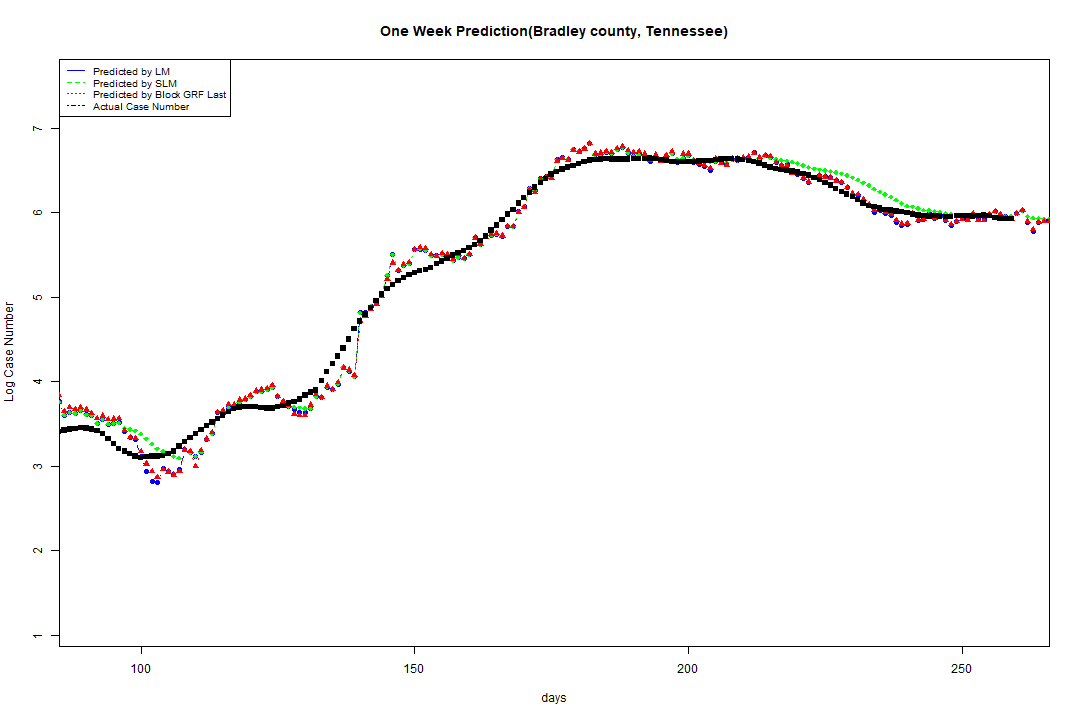 One Week Prediction(Bradley county, Tennessee)
Predicted by LM
Predicted by SLM
Predicted by Block GRF Last
Actual Case Number
7
6
5
4
3
2
1
Log Case Number
100
150
200
250
days